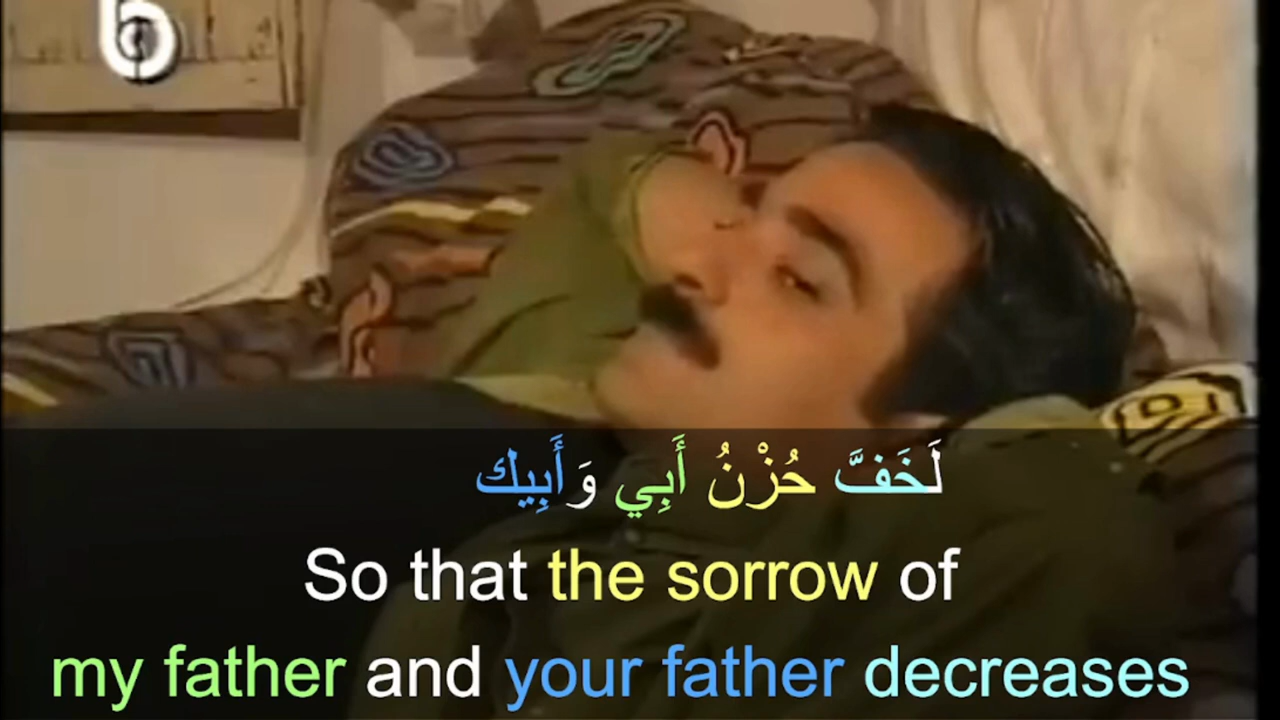 لَخَفَّ حُزْنُ أَبِي وَأَبِيك
So that the sorrow of
my father and your father decreases